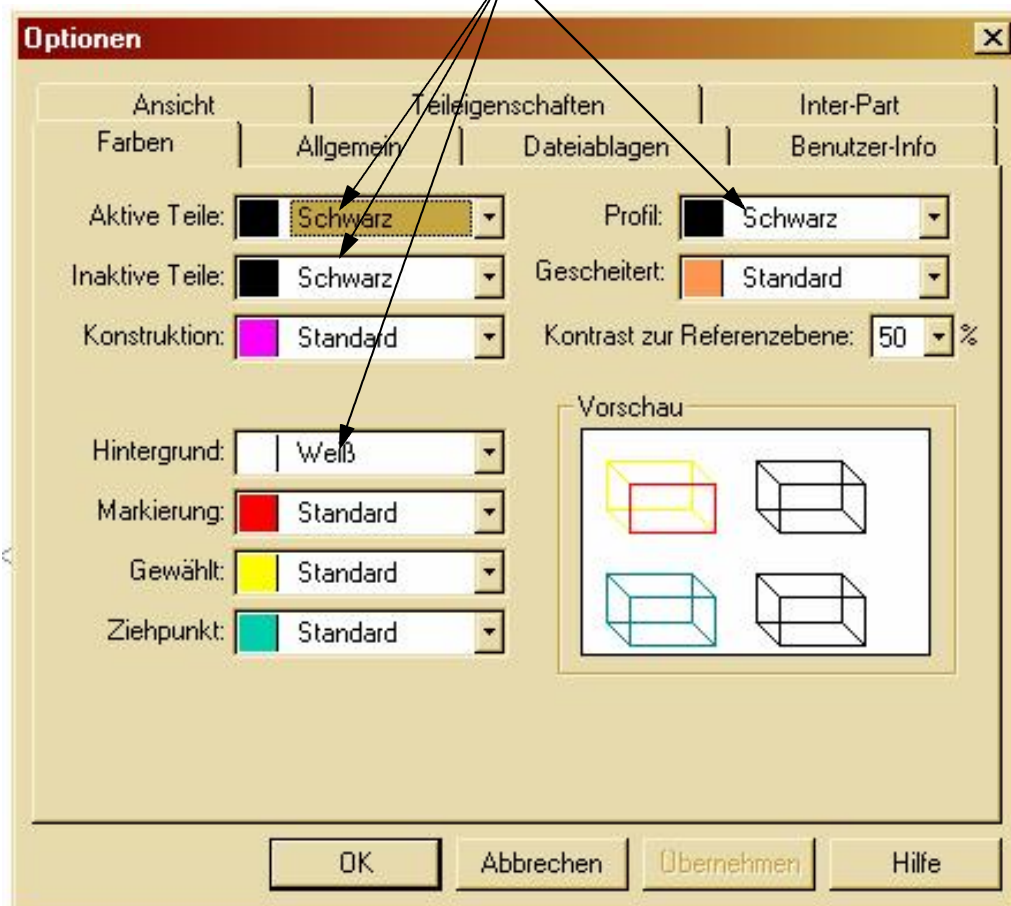 Optionen
Ansicht Teileigenschaften Inter-Part
Farben Allgemein Dateiablagen Benutzer-Info
Aktive Teile: Schwarz Profil: Schwarz
Inaktive Teile: Schwarz Gescheitert: Standard
Konstruktion: Standard Kontrast zur Referenzebene: 50 %
Vorschau
Hintergrund: Weiß
Markierung: Standard
Gewählt: Standard
Ziehpunkt: Standard
OK Abbrechen Übernehmen Hilfe